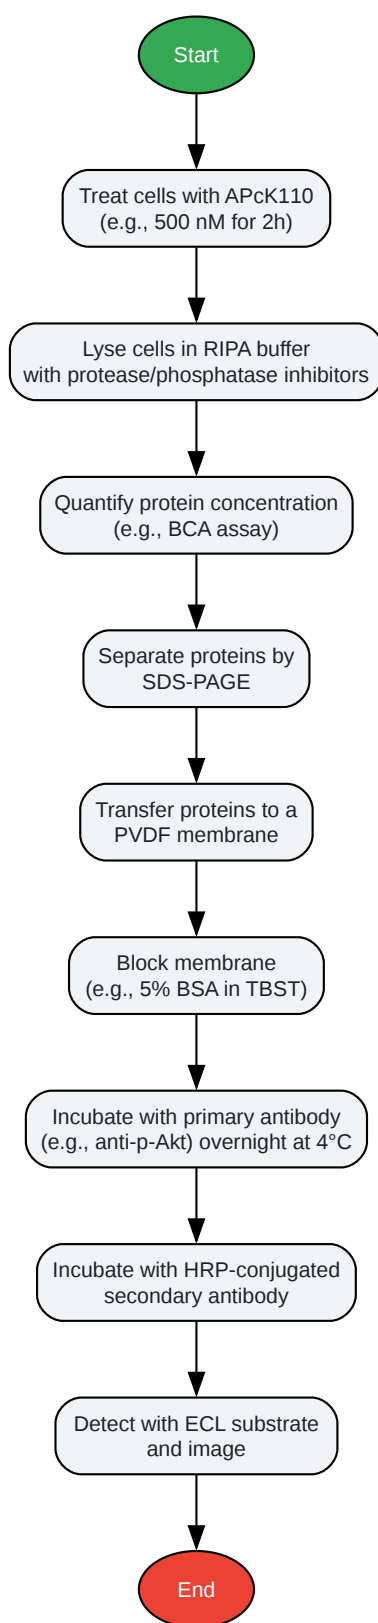 Start
Treat cells with APcK110
(e.g., 500 nM for 2h)
Lyse cells in RIPA buffer
with protease/phosphatase inhibitors
Quantify protein concentration
(e.g., BCA assay)
Separate proteins by
SDS-PAGE
Transfer proteins to a
PVDF membrane
Block membrane
(e.g., 5% BSA in TBST)
Incubate with primary antibody
(e.g., anti-p-Akt) overnight at 4°C
Incubate with HRP-conjugated
secondary antibody
Detect with ECL substrate
and image
End